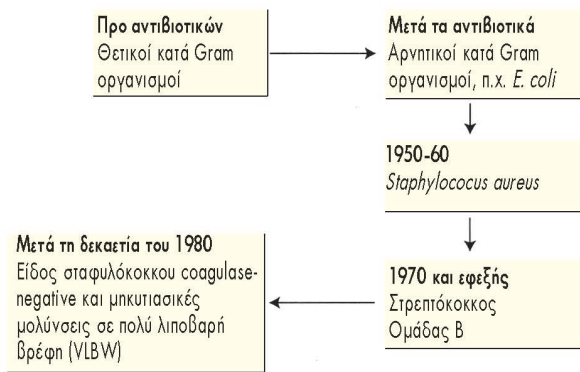 Προ αντιβιοτικών
Θετικοί κατά Gram
οργανισμοί
Μετά τα αντιβιοτικά
Αρνητικοί κατά Gram
οργανισμοί, π.χ. E. coli
1950-60
Staphylococus aureus
1970 και εφεξής
Στρεπτόκοκκος
Ομάδας Β
Μετά τη δεκαετία του 1980
Είδος σταφυλόκοκκου coagulase-
negative και μηκυτιασικές
μολύνσεις σε πολύ λιποβαρή
βρέφη (VLBW)